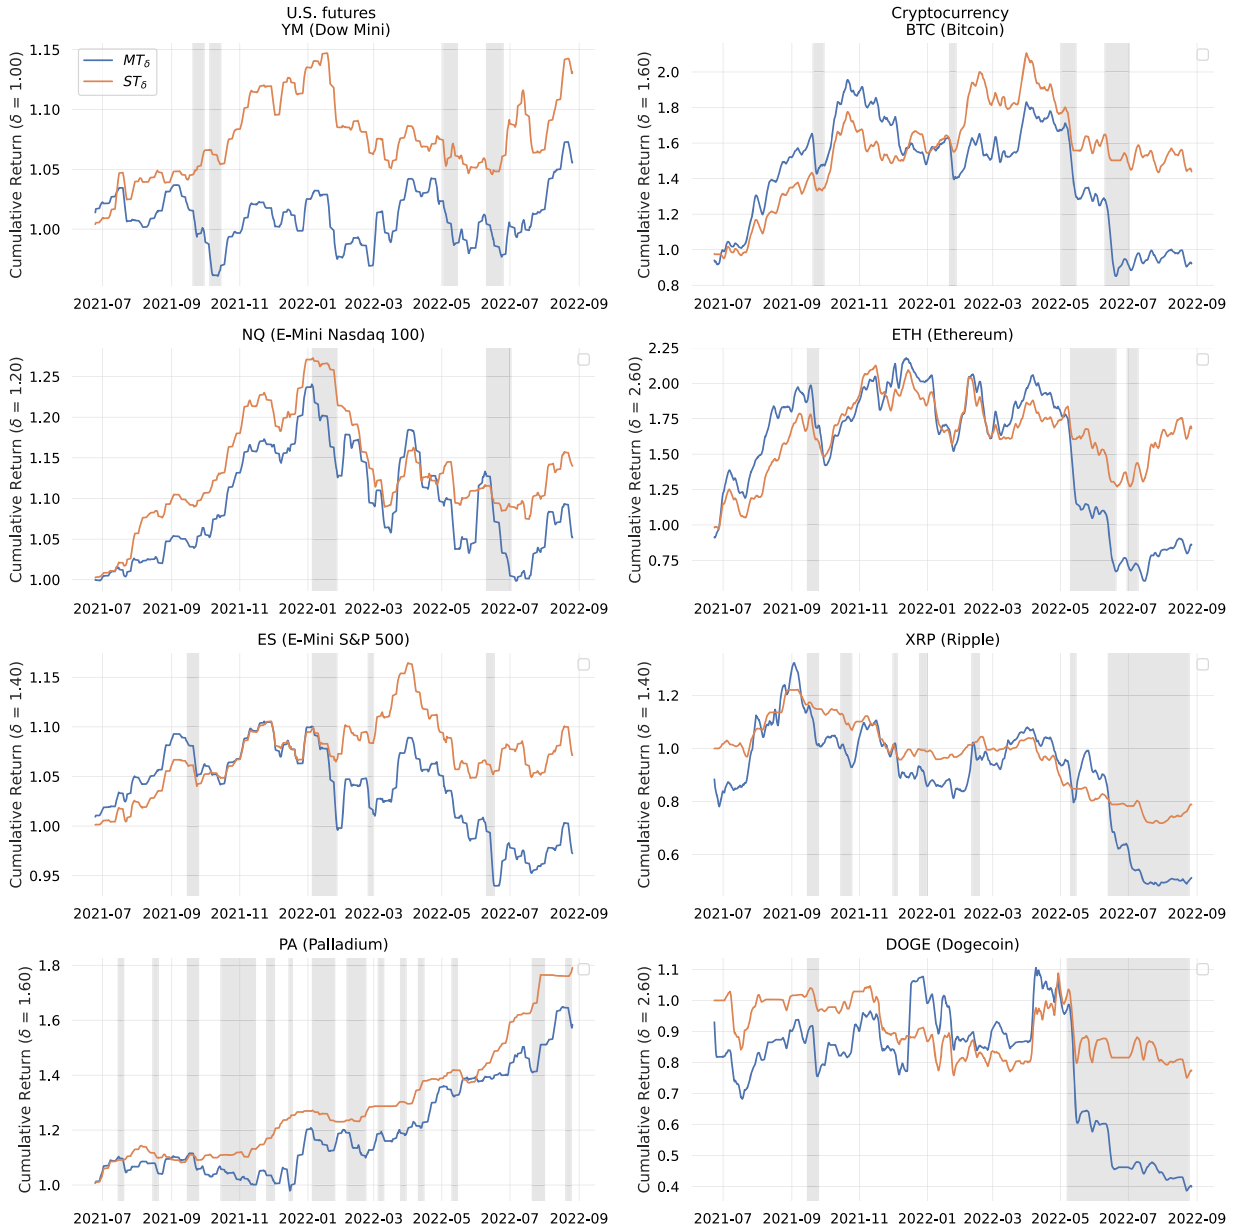 U.S. futures
YM (Dow Mini)
Cumulative Return (δ = 1.00)
1.15
1.10
1.05
1.00
MTδ
STδ
2021-07 2021-09 2021-11 2022-01 2022-03 2022-05 2022-07 2022-09
Cryptocurrency
BTC (Bitcoin)
Cumulative Return (δ = 1.60)
2.0
1.8
1.6
1.4
1.2
1.0
0.8
2021-07 2021-09 2021-11 2022-01 2022-03 2022-05 2022-07 2022-09
NQ (E-Mini Nasdaq 100)
Cumulative Return (δ = 1.20)
1.25
1.20
1.15
1.10
1.05
1.00
2021-07 2021-09 2021-11 2022-01 2022-03 2022-05 2022-07 2022-09
ETH (Ethereum)
Cumulative Return (δ = 2.60)
2.25
2.00
1.75
1.50
1.25
1.00
0.75
2021-07 2021-09 2021-11 2022-01 2022-03 2022-05 2022-07 2022-09
ES (E-Mini S&P 500)
Cumulative Return (δ = 1.40)
1.15
1.10
1.05
1.00
0.95
2021-07 2021-09 2021-11 2022-01 2022-03 2022-05 2022-07 2022-09
XRP (Ripple)
Cumulative Return (δ = 1.40)
1.2
1.0
0.8
0.6
2021-07 2021-09 2021-11 2022-01 2022-03 2022-05 2022-07 2022-09
PA (Palladium)
Cumulative Return (δ = 1.60)
1.8
1.6
1.4
1.2
1.0
2021-07 2021-09 2021-11 2022-01 2022-03 2022-05 2022-07 2022-09
DOGE (Dogecoin)
Cumulative Return (δ = 2.60)
1.1
1.0
0.9
0.8
0.7
0.6
0.5
0.4
2021-07 2021-09 2021-11 2022-01 2022-03 2022-05 2022-07 2022-09